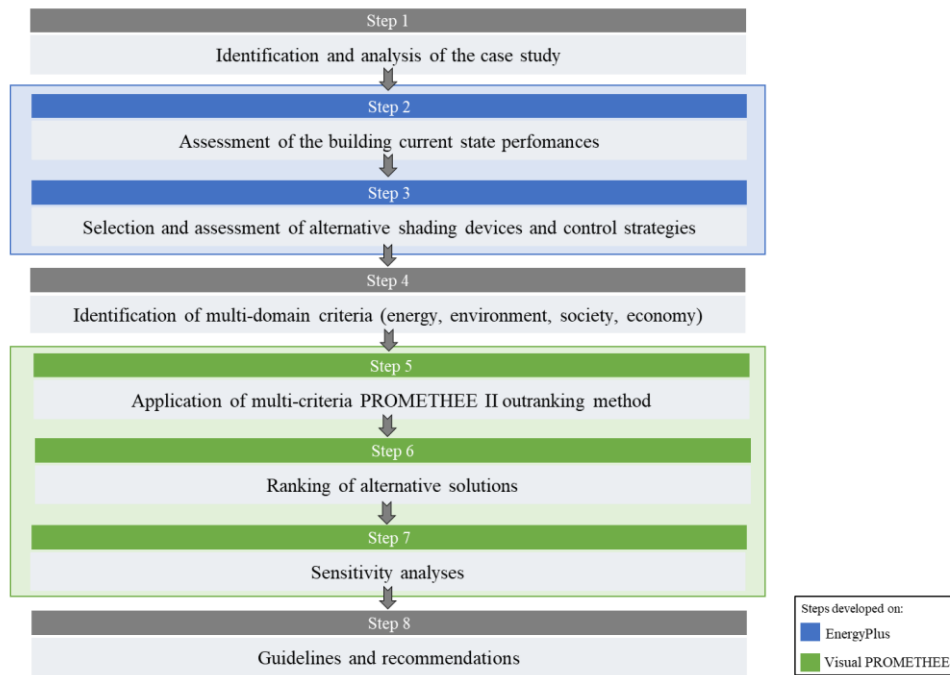 Step 1
Identification and analysis of the case study
Step 2
Assessment of the building current state perfomances
Step 3
Selection and assessment of alternative shading devices and control strategies
Step 4
Identification of multi-domain criteria (energy, environment, society, economy)
Step 5
Application of multi-criteria PROMETHEE II outranking method
Step 6
Ranking of alternative solutions
Step 7
Sensitivity analyses
Step 8
Guidelines and recommendations
Steps developed on:
EnergyPlus
Visual PROMETHEE